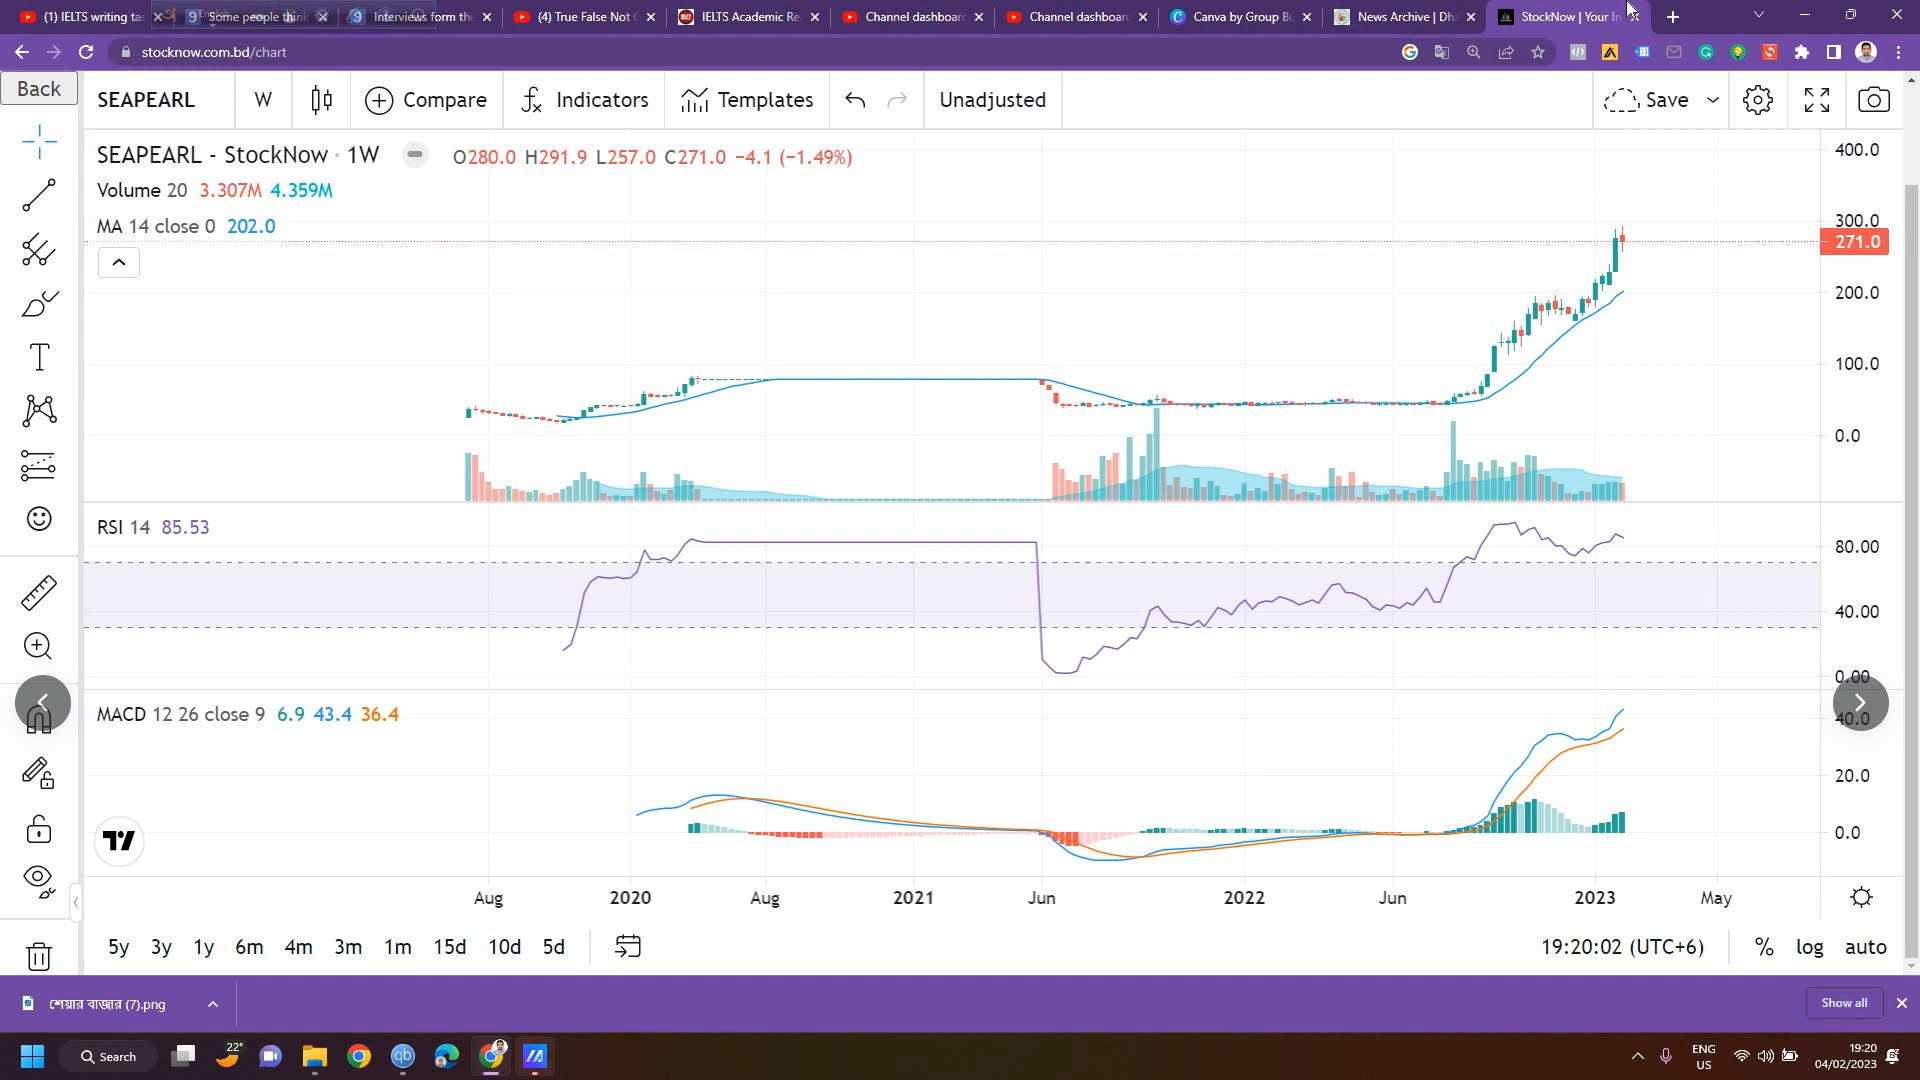 (1) IELTS writing ta
Some people thin
Interviews form the
(4) True False Not G
IELTS Academic Re
Channel dashboard
Channel dashboard
Canva by Group Bu
News Archive | Dha
StockNow | Your In
stocknow.com.bd/chart
Back
SEAPEARL
W
Compare
Indicators
Templates
Unadjusted
Save
SEAPEARL - StockNow · 1W
O280.0 H291.9 L257.0 C271.0 −4.1 (−1.49%)
Volume 20 3.307M 4.359M
MA 14 close 0 202.0
400.0
300.0
271.0
200.0
100.0
0.0
RSI 14 85.53
80.00
40.00
0.00
MACD 12 26 close 9 6.9 43.4 36.4
40.0
20.0
0.0
Aug 2020 Aug 2021 Jun 2022 Jun 2023 May
5y 3y 1y 6m 4m 3m 1m 15d 10d 5d
19:20:02 (UTC+6) % log auto
শেয়ার বাজার (7).png
Show all
22°
Search
ENG
US
19:20
04/02/2023